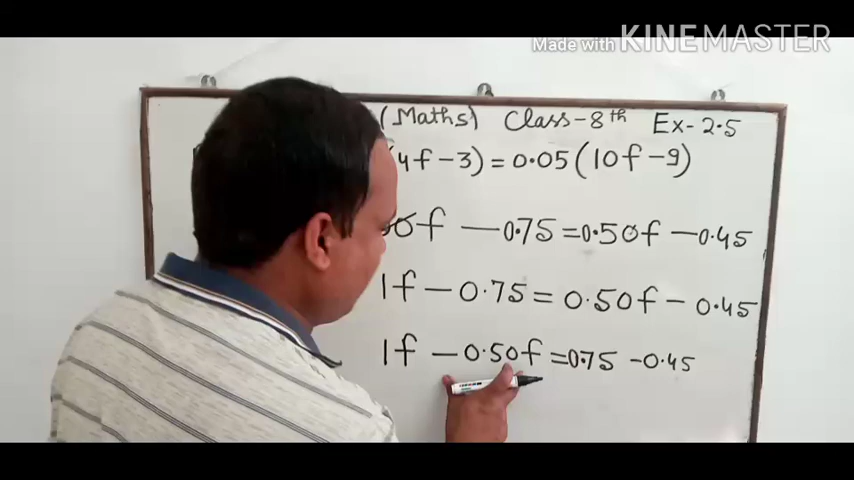 Made with KINEMASTER
(Maths) Class-8th Ex-2.5
4f-3) = 0.05(10f-9)
0f - 0.75 = 0.50f - 0.45
1f - 0.75 = 0.50f - 0.45
1f - 0.50f = 0.75 - 0.45